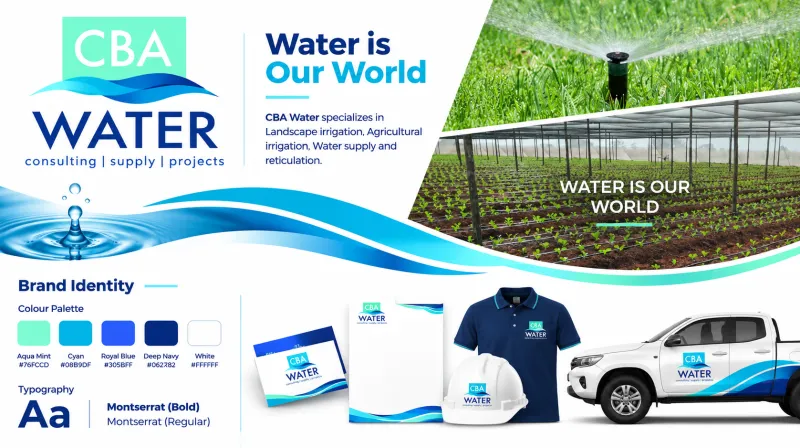 CBA
WATER
consulting | supply | projects
Water is
Our World
CBA Water specializes in
Landscape irrigation, Agricultural
irrigation, Water supply and
reticulation.
WATER IS OUR
WORLD
Brand Identity
Colour Palette
Aqua Mint
#76FCCD
Cyan
#08B9DF
Royal Blue
#305BFF
Deep Navy
#062782
White
#FFFFFF
Typography
Aa
Montserrat (Bold)
Montserrat (Regular)
CBA
WATER
CBA
WATER
CBA
WATER
CBA
WATER
CBA
WATER
consulting | supply | projects